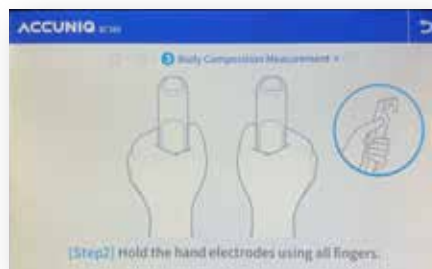 ACCUNIQ
Body Composition Measurement
[Step2] Hold the hand electrodes using all fingers.